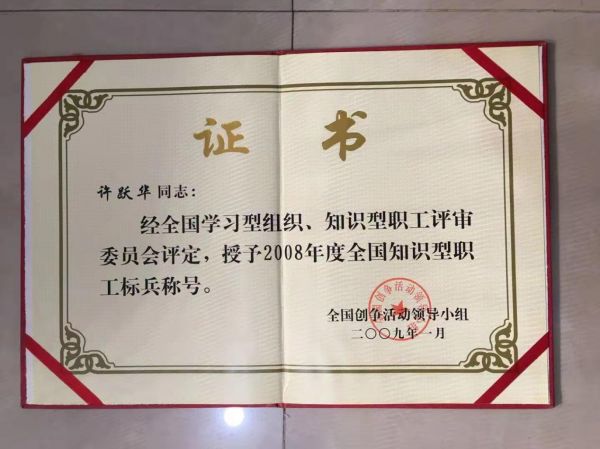 证书
许跃华同志：
经全国学习型组织、知识型职工评审
委员会评定，授予2008年度全国知识型职
工标兵称号。
全国创争活动领导小组
二〇〇九年一月